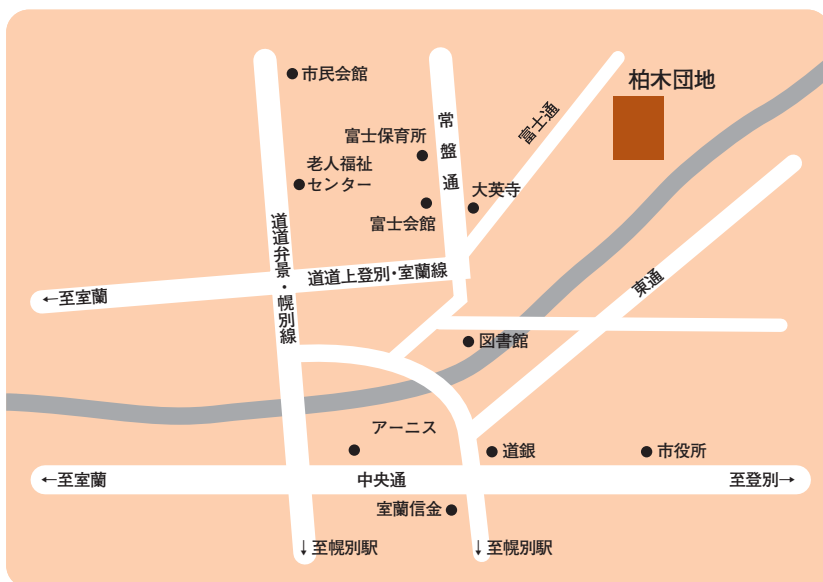 市民会館
柏木団地
常盤通
富士通
富士保育所
老人福祉
センター
大英寺
富士会館
道道弁景・幌別線
道道上登別・室蘭線
←至室蘭
東通
図書館
アーニス
道銀
市役所
←至室蘭
中央通
至登別→
室蘭信金
↓至幌別駅
↓至幌別駅